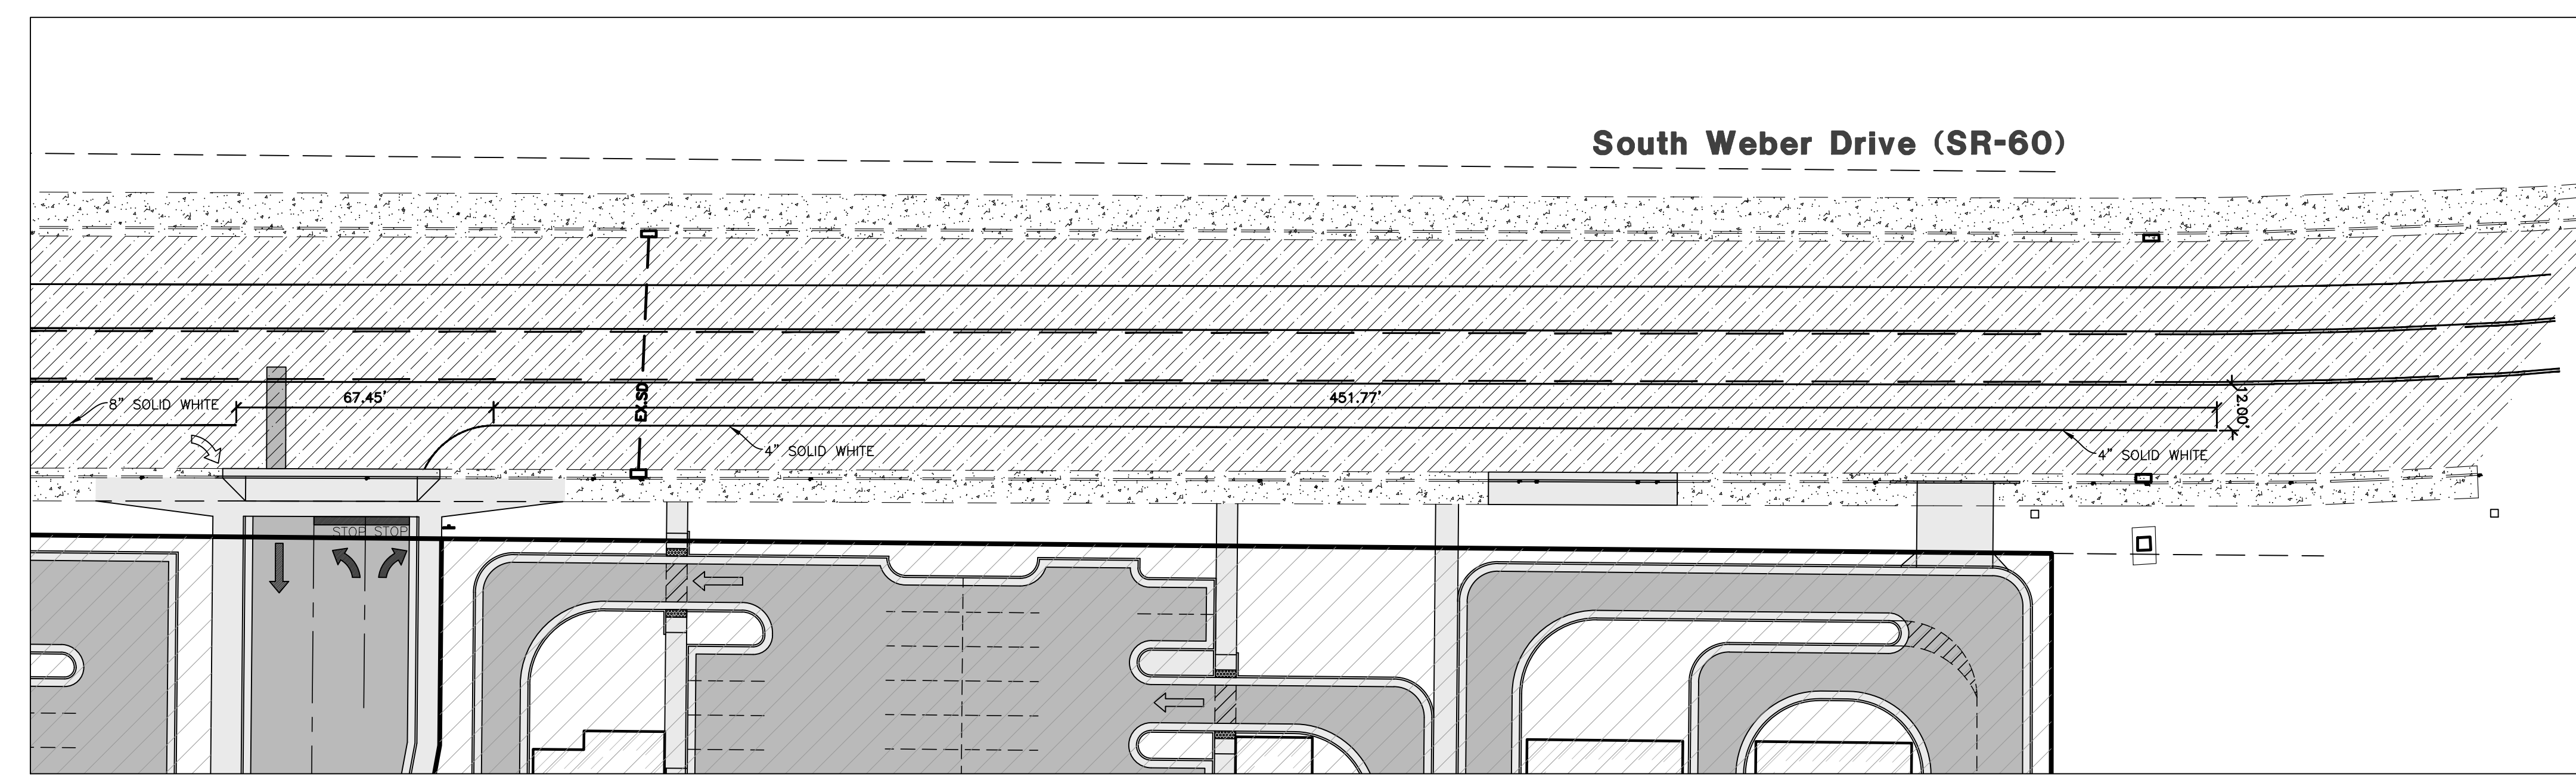 South Weber Drive (SR-60)
8" SOLID WHITE
67.45'
EX.SD
451.77'
12.00'
4" SOLID WHITE
4" SOLID WHITE
STOP STOP